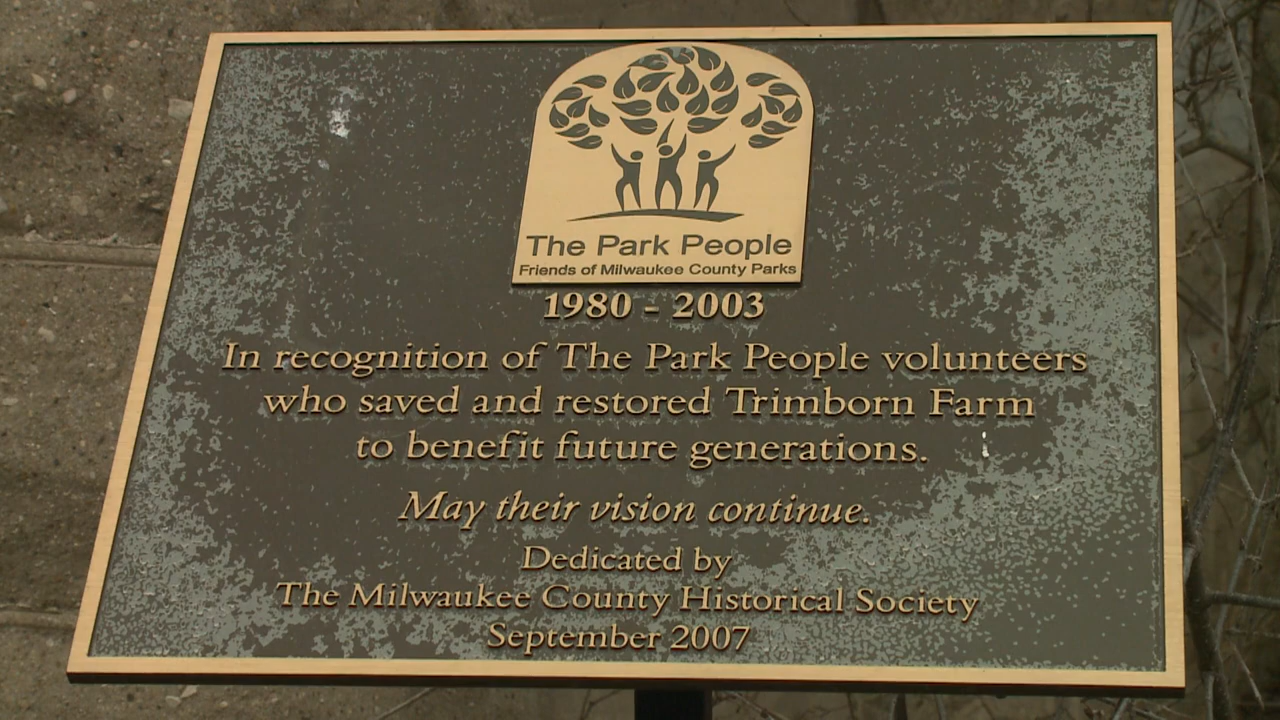 The Park People
Friends of Milwaukee County Parks
1980 - 2003
In recognition of The Park People volunteers
who saved and restored Trimborn Farm
to benefit future generations.
May their vision continue.
Dedicated by
The Milwaukee County Historical Society
September 2007